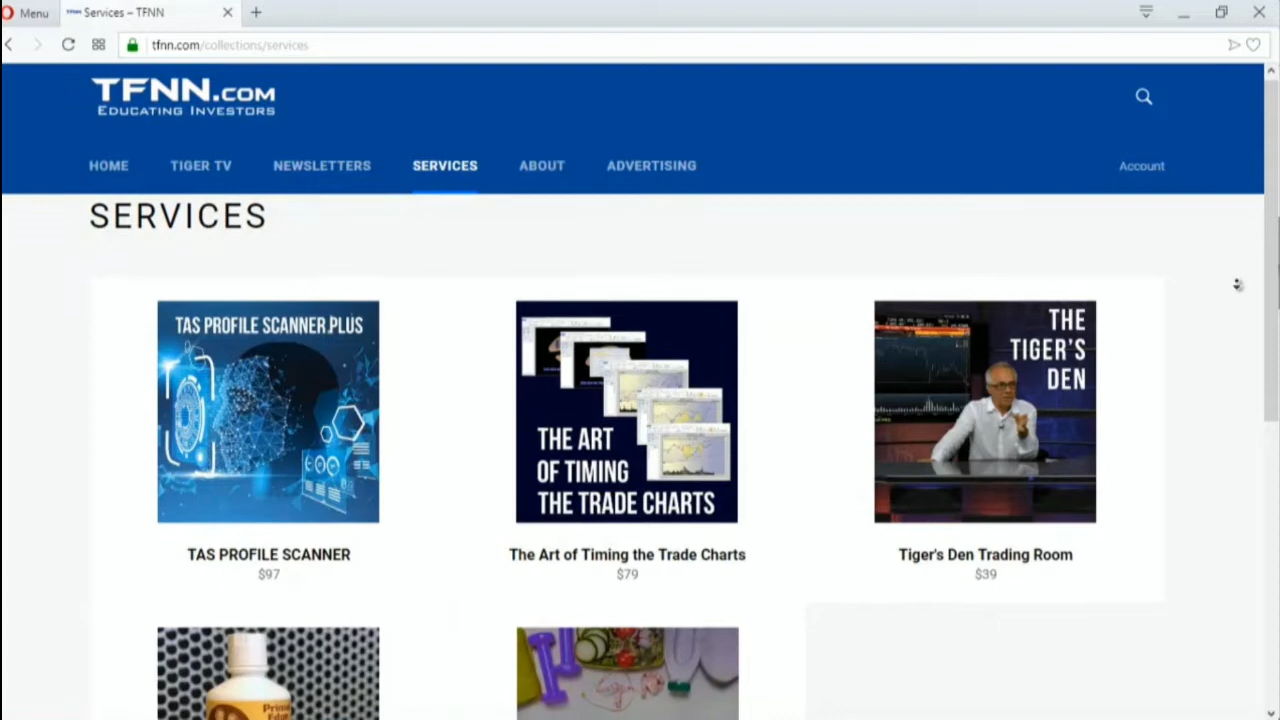 Menu
Services – TFNN
tfnn.com/collections/services
TFNN.COM
EDUCATING INVESTORS
HOME
TIGER TV
NEWSLETTERS
SERVICES
ABOUT
ADVERTISING
Account
SERVICES
TAS PROFILE SCANNER PLUS
THE ART
OF TIMING
THE TRADE CHARTS
THE
TIGER'S
DEN
TAS PROFILE SCANNER
$97
The Art of Timing the Trade Charts
$79
Tiger's Den Trading Room
$39